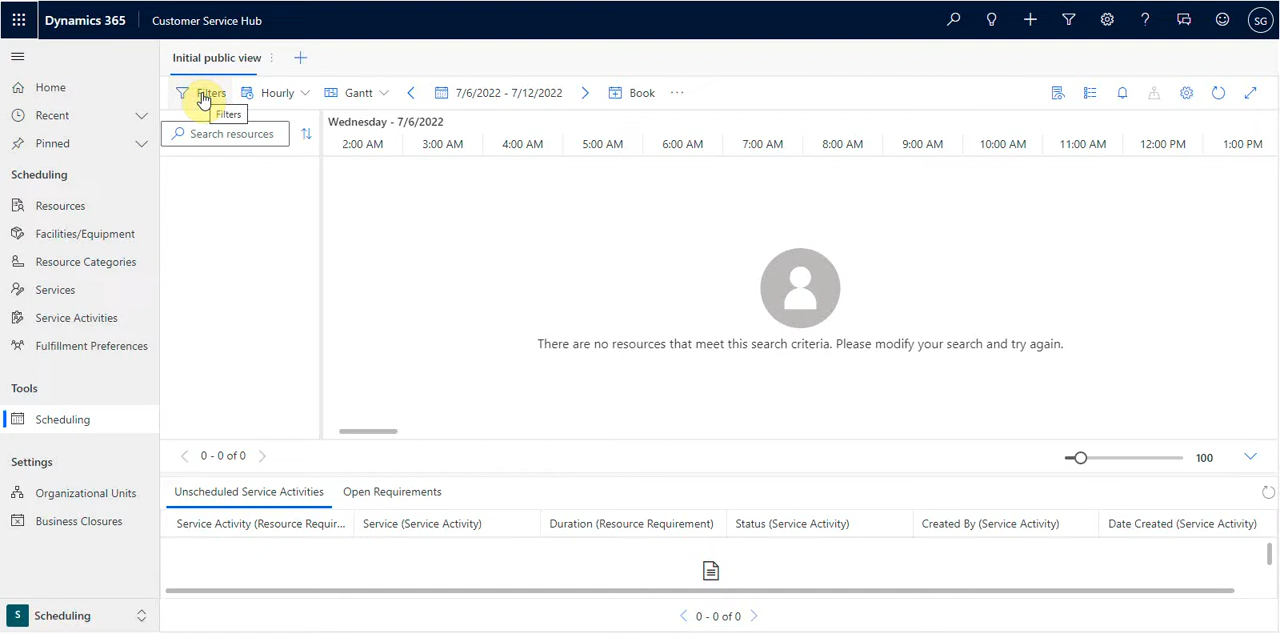 Dynamics 365
Customer Service Hub
SG
Initial public view
Filters
Hourly
Gantt
7/6/2022 - 7/12/2022
Book
Filters
Search resources
Wednesday - 7/6/2022
2:00 AM
3:00 AM
4:00 AM
5:00 AM
6:00 AM
7:00 AM
8:00 AM
9:00 AM
10:00 AM
11:00 AM
12:00 PM
1:00 PM
Home
Recent
Pinned
Scheduling
Resources
Facilities/Equipment
Resource Categories
Services
Service Activities
Fulfillment Preferences
Tools
Scheduling
Settings
Organizational Units
Business Closures
S
Scheduling
There are no resources that meet this search criteria. Please modify your search and try again.
0 - 0 of 0
100
Unscheduled Service Activities
Open Requirements
Service Activity (Resource Requir...
Service (Service Activity)
Duration (Resource Requirement)
Status (Service Activity)
Created By (Service Activity)
Date Created (Service Activity)
0 - 0 of 0